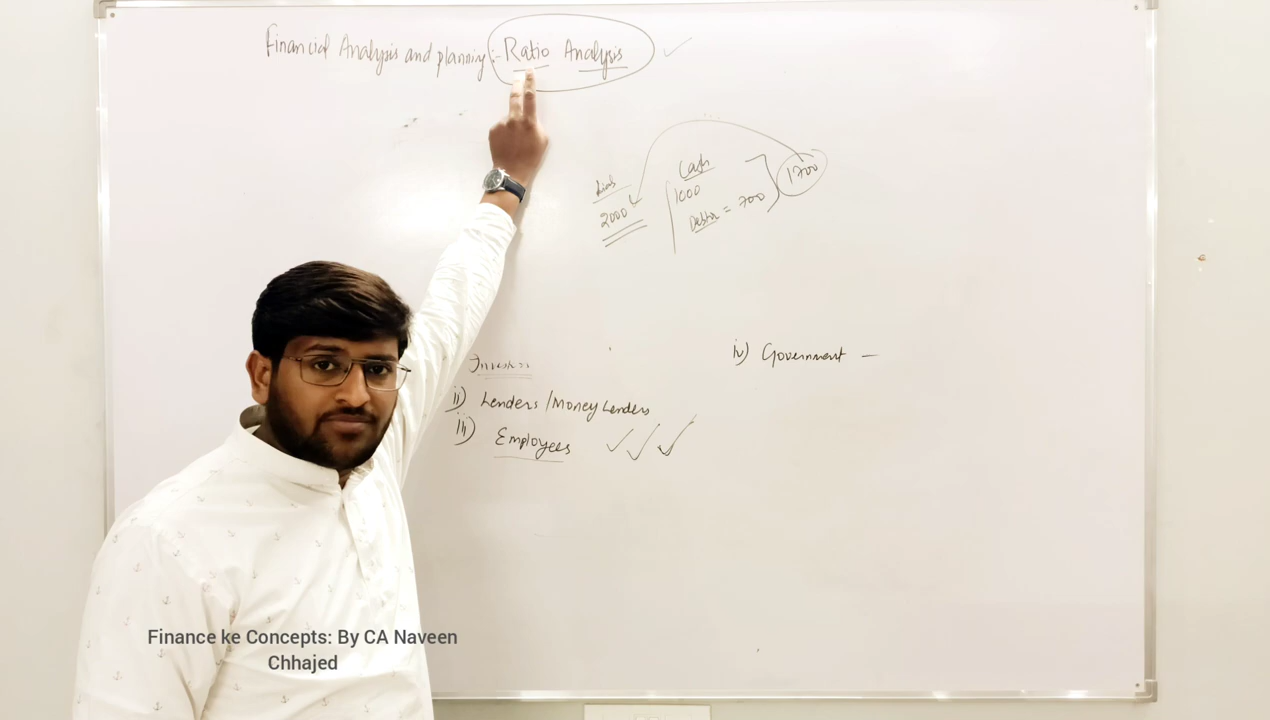 Financial Analysis and planning :- Ratio Analysis
2000
Cash
1000
Debtor = 700
1700
Investors
ii) Lenders / Money Lenders
iii) Employees
iv) Government —
Finance ke Concepts: By CA Naveen
Chhajed